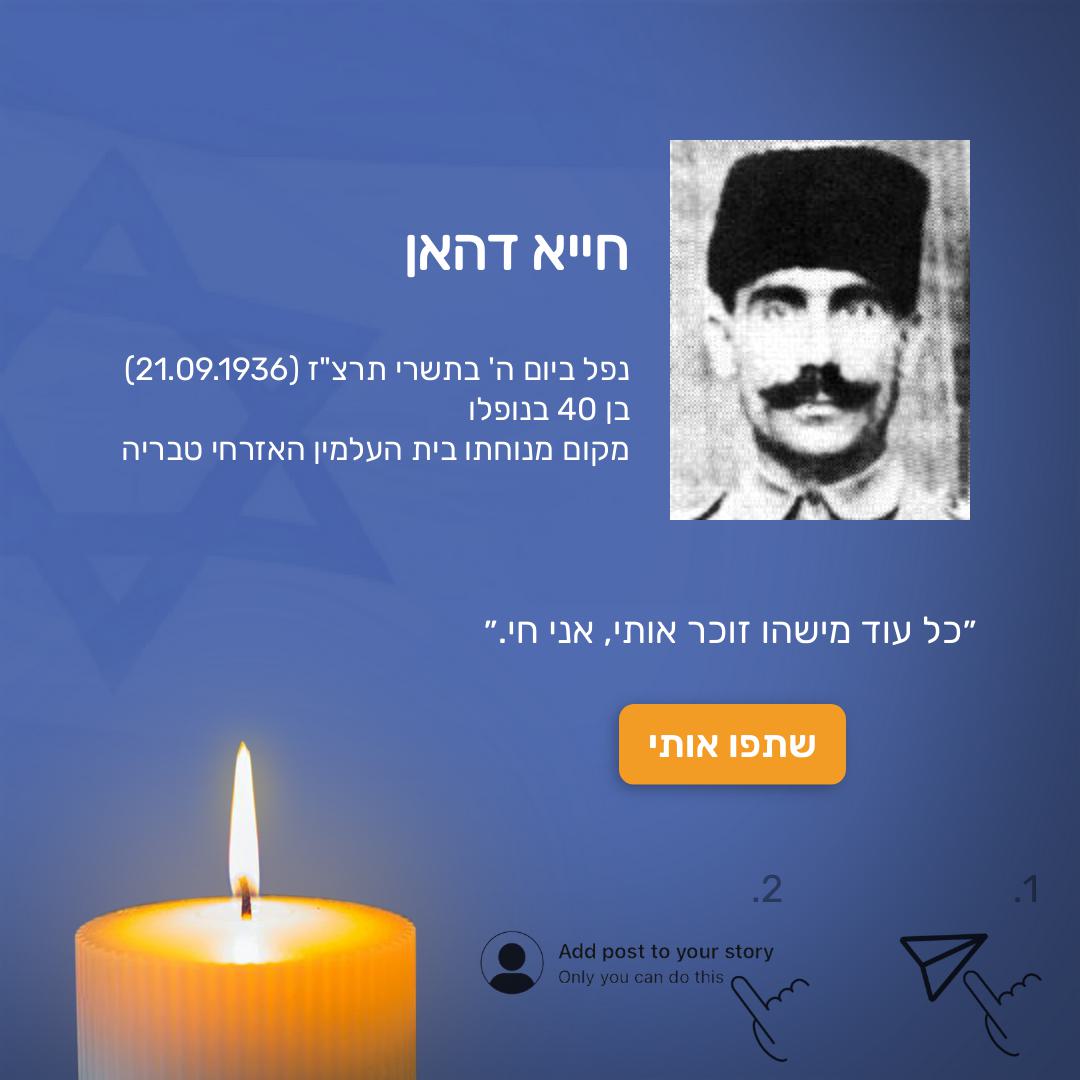 חייא דהאן
נפל ביום ה' בתשרי תרצ"ז (21.09.1936)
בן 40 בנופלו
מקום מנוחתו בית העלמין האזרחי טבריה
״כל עוד מישהו זוכר אותי, אני חי.״
שתפו אותי
.1
.2
Add post to your story
Only you can do this